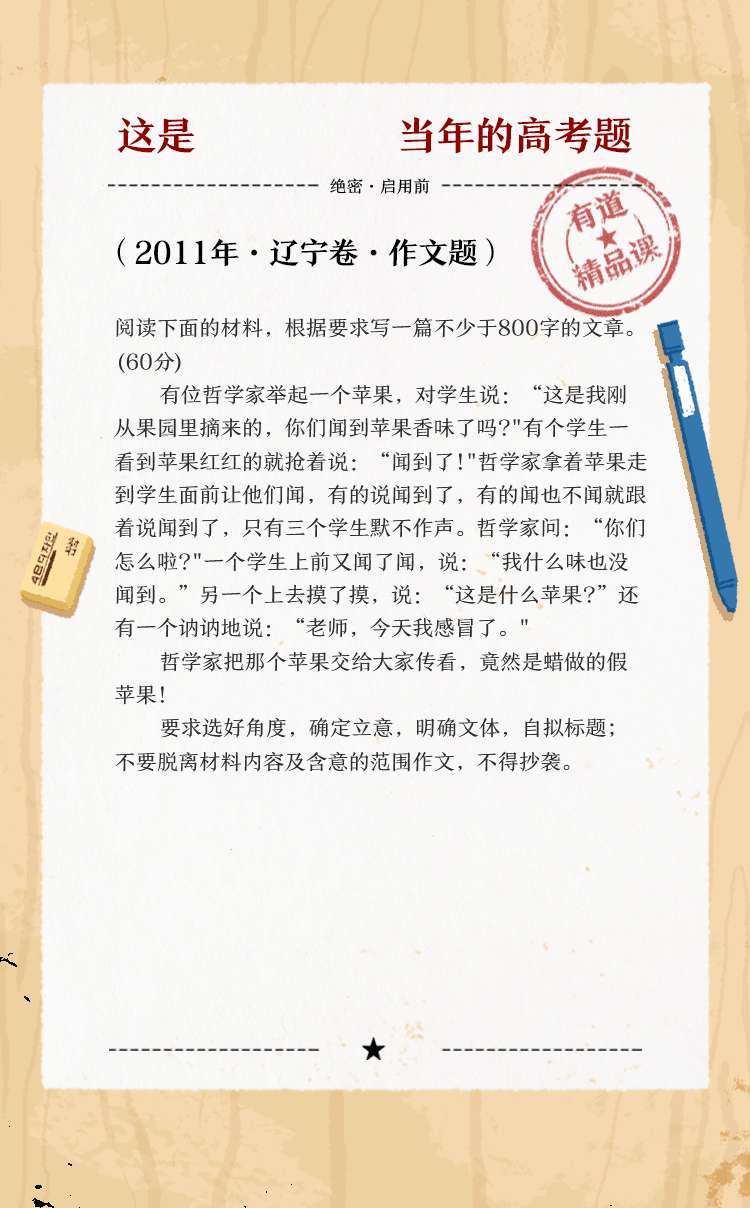 这是 当年的高考题
绝密·启用前
有道
精品课
（2011年·辽宁卷·作文题）
阅读下面的材料，根据要求写一篇不少于800字的文章。
(60分)
有位哲学家举起一个苹果，对学生说：“这是我刚
从果园里摘来的，你们闻到苹果香味了吗?"有个学生一
看到苹果红红的就抢着说：“闻到了!"哲学家拿着苹果走
到学生面前让他们闻，有的说闻到了，有的闻也不闻就跟
着说闻到了，只有三个学生默不作声。哲学家问：“你们
怎么啦?"一个学生上前又闻了闻，说：“我什么味也没
闻到。”另一个上去摸了摸，说：“这是什么苹果?”还
有一个讷讷地说：“老师，今天我感冒了。"
哲学家把那个苹果交给大家传看，竟然是蜡做的假
苹果!
要求选好角度，确定立意，明确文体，自拟标题；
不要脱离材料内容及含意的范围作文，不得抄袭。